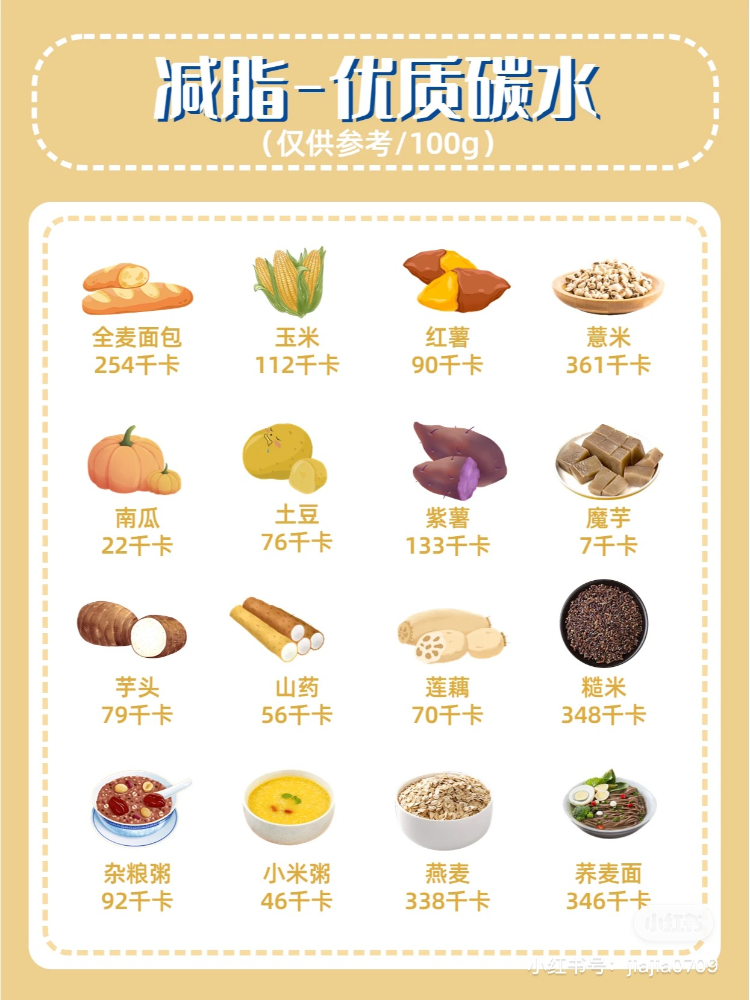 减脂-优质碳水
（仅供参考/100g）
全麦面包
254千卡
玉米
112千卡
红薯
90千卡
薏米
361千卡
南瓜
22千卡
土豆
76千卡
紫薯
133千卡
魔芋
7千卡
芋头
79千卡
山药
56千卡
莲藕
70千卡
糙米
348千卡
杂粮粥
92千卡
小米粥
46千卡
燕麦
338千卡
荞麦面
346千卡
小红书
小红书号：jiajia0709